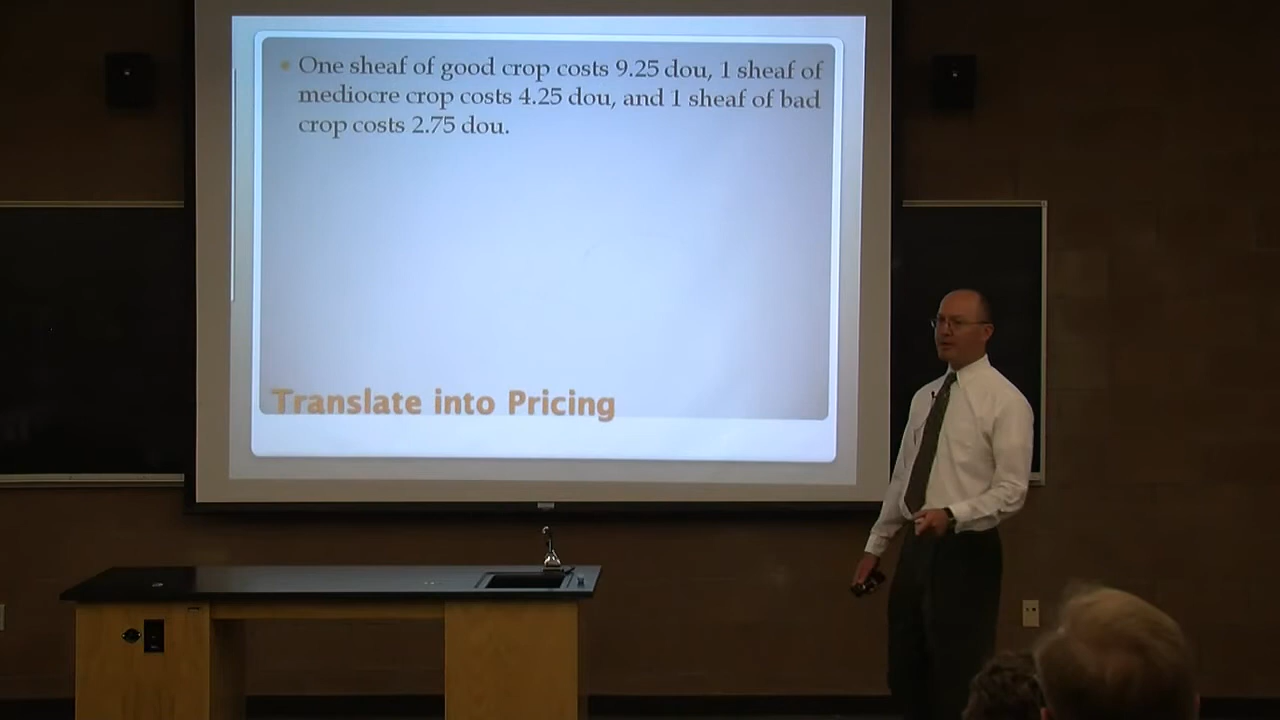 One sheaf of good crop costs 9.25 dou, 1 sheaf of
mediocre crop costs 4.25 dou, and 1 sheaf of bad
crop costs 2.75 dou.
Translate into Pricing